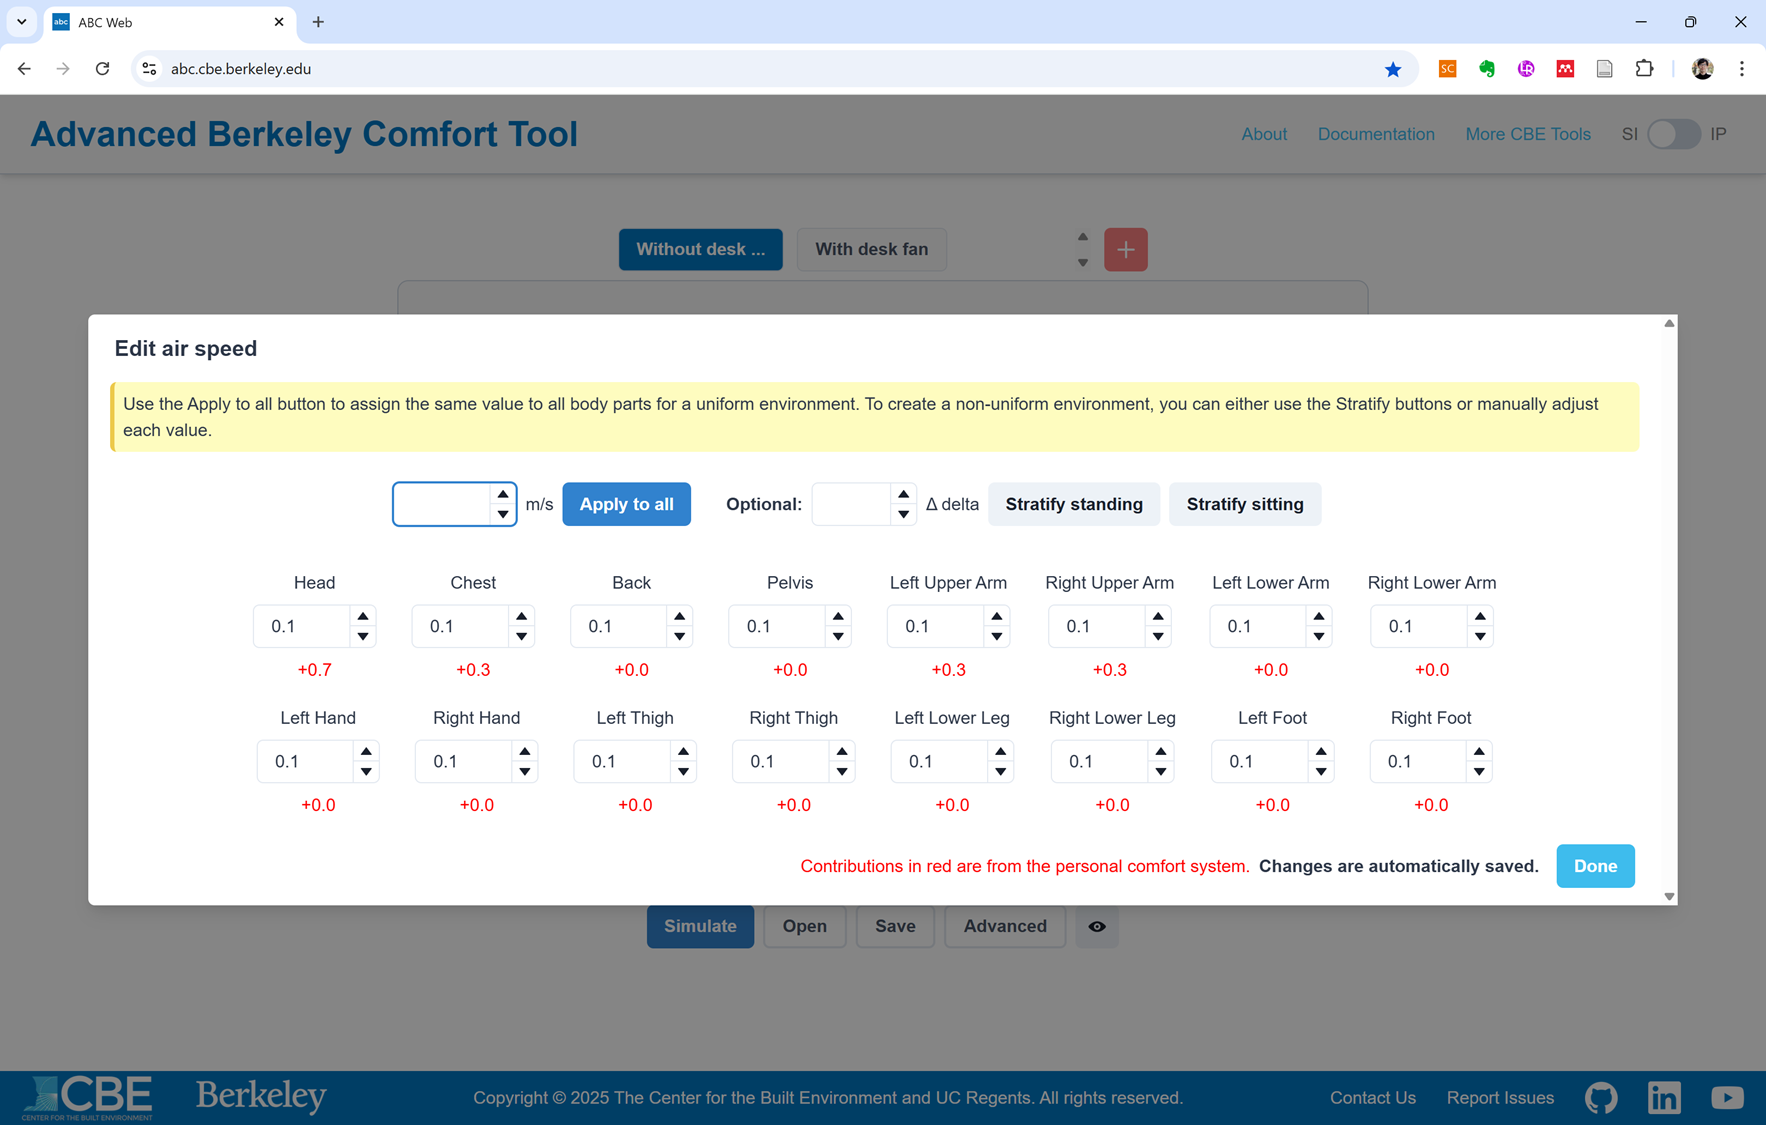 ABC Web
abc.cbe.berkeley.edu
Advanced Berkeley Comfort Tool
About Documentation More CBE Tools SI IP
Without desk ... With desk fan +
Edit air speed
Use the Apply to all button to assign the same value to all body parts for a uniform environment. To create a non-uniform environment, you can either use the Stratify buttons or manually adjust
each value.
m/s Apply to all Optional: Δ delta Stratify standing Stratify sitting
Head Chest Back Pelvis Left Upper Arm Right Upper Arm Left Lower Arm Right Lower Arm
0.1 0.1 0.1 0.1 0.1 0.1 0.1 0.1
+0.7 +0.3 +0.0 +0.0 +0.3 +0.3 +0.0 +0.0
Left Hand Right Hand Left Thigh Right Thigh Left Lower Leg Right Lower Leg Left Foot Right Foot
0.1 0.1 0.1 0.1 0.1 0.1 0.1 0.1
+0.0 +0.0 +0.0 +0.0 +0.0 +0.0 +0.0 +0.0
Contributions in red are from the personal comfort system. Changes are automatically saved. Done
Simulate Open Save Advanced
CBE Berkeley Copyright © 2025 The Center for the Built Environment and UC Regents. All rights reserved. Contact Us Report Issues in
CENTER FOR THE BUILT ENVIRONMENT